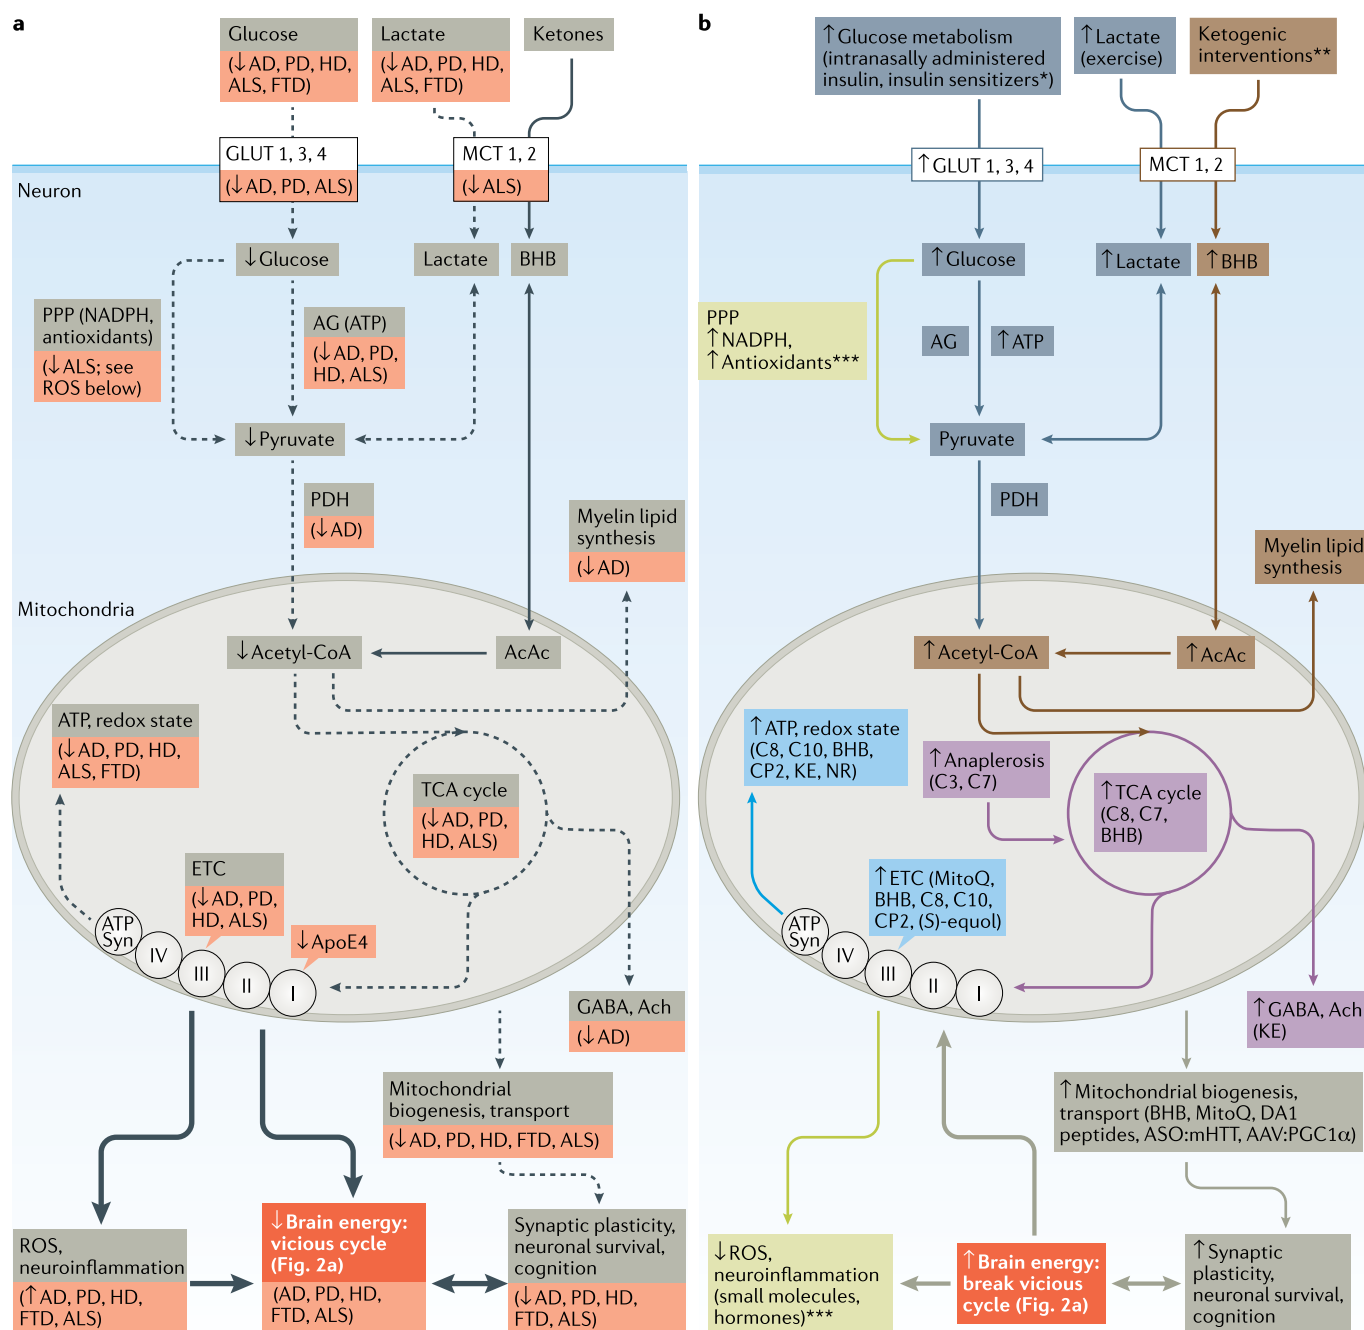 a
Glucose
(↓AD, PD, HD,
ALS, FTD)
Lactate
(↓AD, PD, HD,
ALS, FTD)
Ketones
GLUT 1, 3, 4
(↓AD, PD, ALS)
MCT 1, 2
(↓ALS)
Neuron
↓Glucose
Lactate
BHB
PPP (NADPH,
antioxidants)
(↓ALS; see
ROS below)
AG (ATP)
(↓AD, PD,
HD, ALS)
↓Pyruvate
PDH
(↓AD)
Myelin lipid
synthesis
(↓AD)
Mitochondria
↓Acetyl-CoA
AcAc
ATP, redox state
(↓AD, PD, HD,
ALS, FTD)
TCA cycle
(↓AD, PD,
HD, ALS)
ETC
(↓AD, PD,
HD, ALS)
↓ApoE4
ATP
Syn
IV
III
II
I
GABA, Ach
(↓AD)
Mitochondrial
biogenesis, transport
(↓AD, PD, HD, FTD, ALS)
ROS,
neuroinflammation
(↑AD, PD, HD,
FTD, ALS)
↓Brain energy:
vicious cycle
(Fig. 2a)
(AD, PD, HD,
FTD, ALS)
Synaptic plasticity,
neuronal survival,
cognition
(↓AD, PD, HD,
FTD, ALS)
b
↑Glucose metabolism
(intranasally administered
insulin, insulin sensitizers*)
↑Lactate
(exercise)
Ketogenic
interventions**
↑GLUT 1, 3, 4
MCT 1, 2
↑Glucose
↑Lactate
↑BHB
PPP
↑NADPH,
↑Antioxidants***
AG
↑ATP
Pyruvate
PDH
Myelin lipid
synthesis
↑Acetyl-CoA
↑AcAc
↑ATP, redox state
(C8, C10, BHB,
CP2, KE, NR)
↑Anaplerosis
(C3, C7)
↑TCA cycle
(C8, C7,
BHB)
↑ETC (MitoQ,
BHB, C8, C10,
CP2, (S)-equol)
ATP
Syn
IV
III
II
I
↑GABA, Ach
(KE)
↑Mitochondrial biogenesis,
transport (BHB, MitoQ, DA1
peptides, ASO:mHTT, AAV:PGC1α)
↓ROS,
neuroinflammation
(small molecules,
hormones)***
↑Brain energy:
break vicious
cycle (Fig. 2a)
↑Synaptic
plasticity,
neuronal survival,
cognition